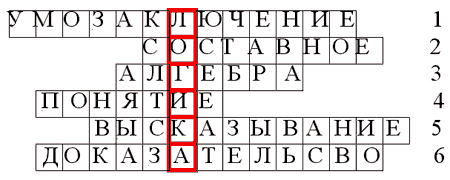 УМОЗАКЛЮЧЕНИЕ 1
СОСТАВНОЕ 2
АЛГЕБРА 3
ПОНЯТИЕ 4
ВЫСКАЗЫВАНИЕ 5
ДОКАЗАТЕЛЬСВО 6